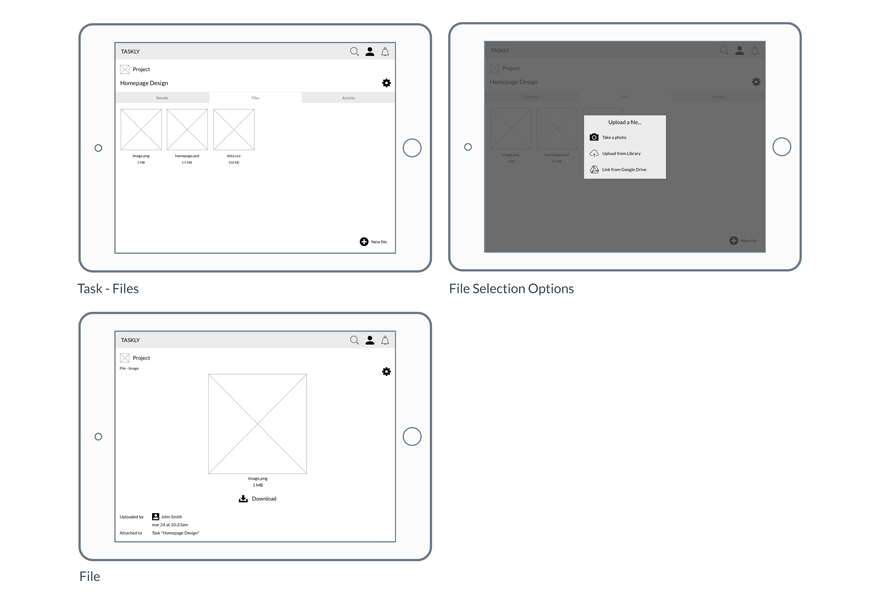 TASKLY
Project
Homepage Design
Details
Files
Activity
image.png
homepage.psd
data.csv
1 MB
5.5 MB
150 KB
New file
Task - Files
TASKLY
Project
Homepage Design
Files
Upload a file...
Take a photo
Upload from Library
Link from Google Drive
New file
File Selection Options
TASKLY
Project
File - Image
image.png
1 MB
Download
Uploaded by
John Smith
mar 24 at 10:23am
Attached to
Task "Homepage Design"
File